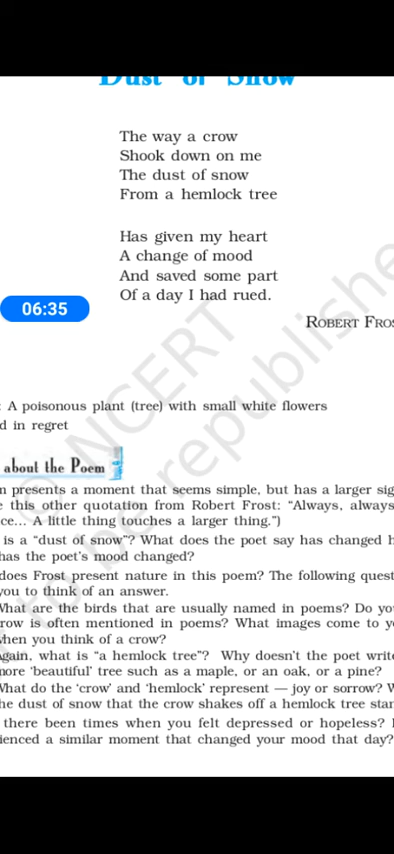 Dust of Snow
The way a crow
Shook down on me
The dust of snow
From a hemlock tree
Has given my heart
A change of mood
And saved some part
Of a day I had rued.
06:35
ROBERT FROS
: A poisonous plant (tree) with small white flowers
d in regret
about the Poem
m presents a moment that seems simple, but has a larger sig
e this other quotation from Robert Frost: “Always, always
ce... A little thing touches a larger thing.”)
is a “dust of snow”? What does the poet say has changed h
has the poet’s mood changed?
does Frost present nature in this poem? The following quest
you to think of an answer.
What are the birds that are usually named in poems? Do yo
crow is often mentioned in poems? What images come to y
when you think of a crow?
Again, what is “a hemlock tree”? Why doesn’t the poet write
more ‘beautiful’ tree such as a maple, or an oak, or a pine?
What do the ‘crow’ and ‘hemlock’ represent — joy or sorrow? W
he dust of snow that the crow shakes off a hemlock tree stan
there been times when you felt depressed or hopeless? H
ienced a similar moment that changed your mood that day?
© NCERT
to be republishe